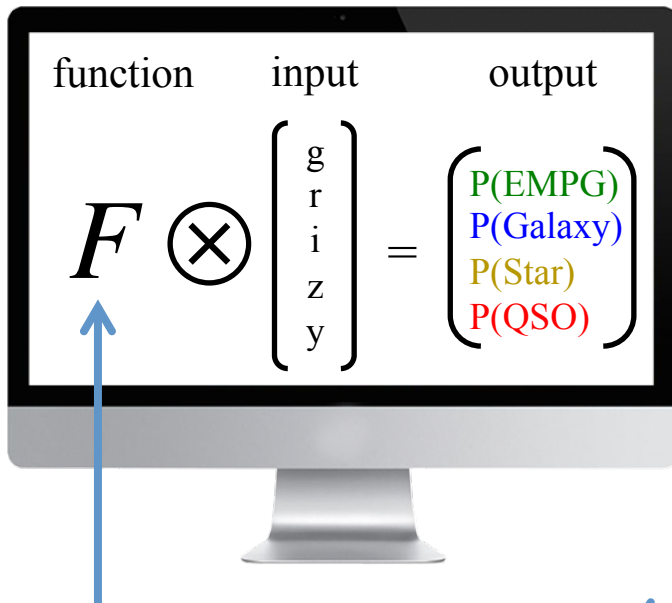 function input output
F ⊗ g r i z y = P(EMPG)
P(Galaxy)
P(Star)
P(QSO)